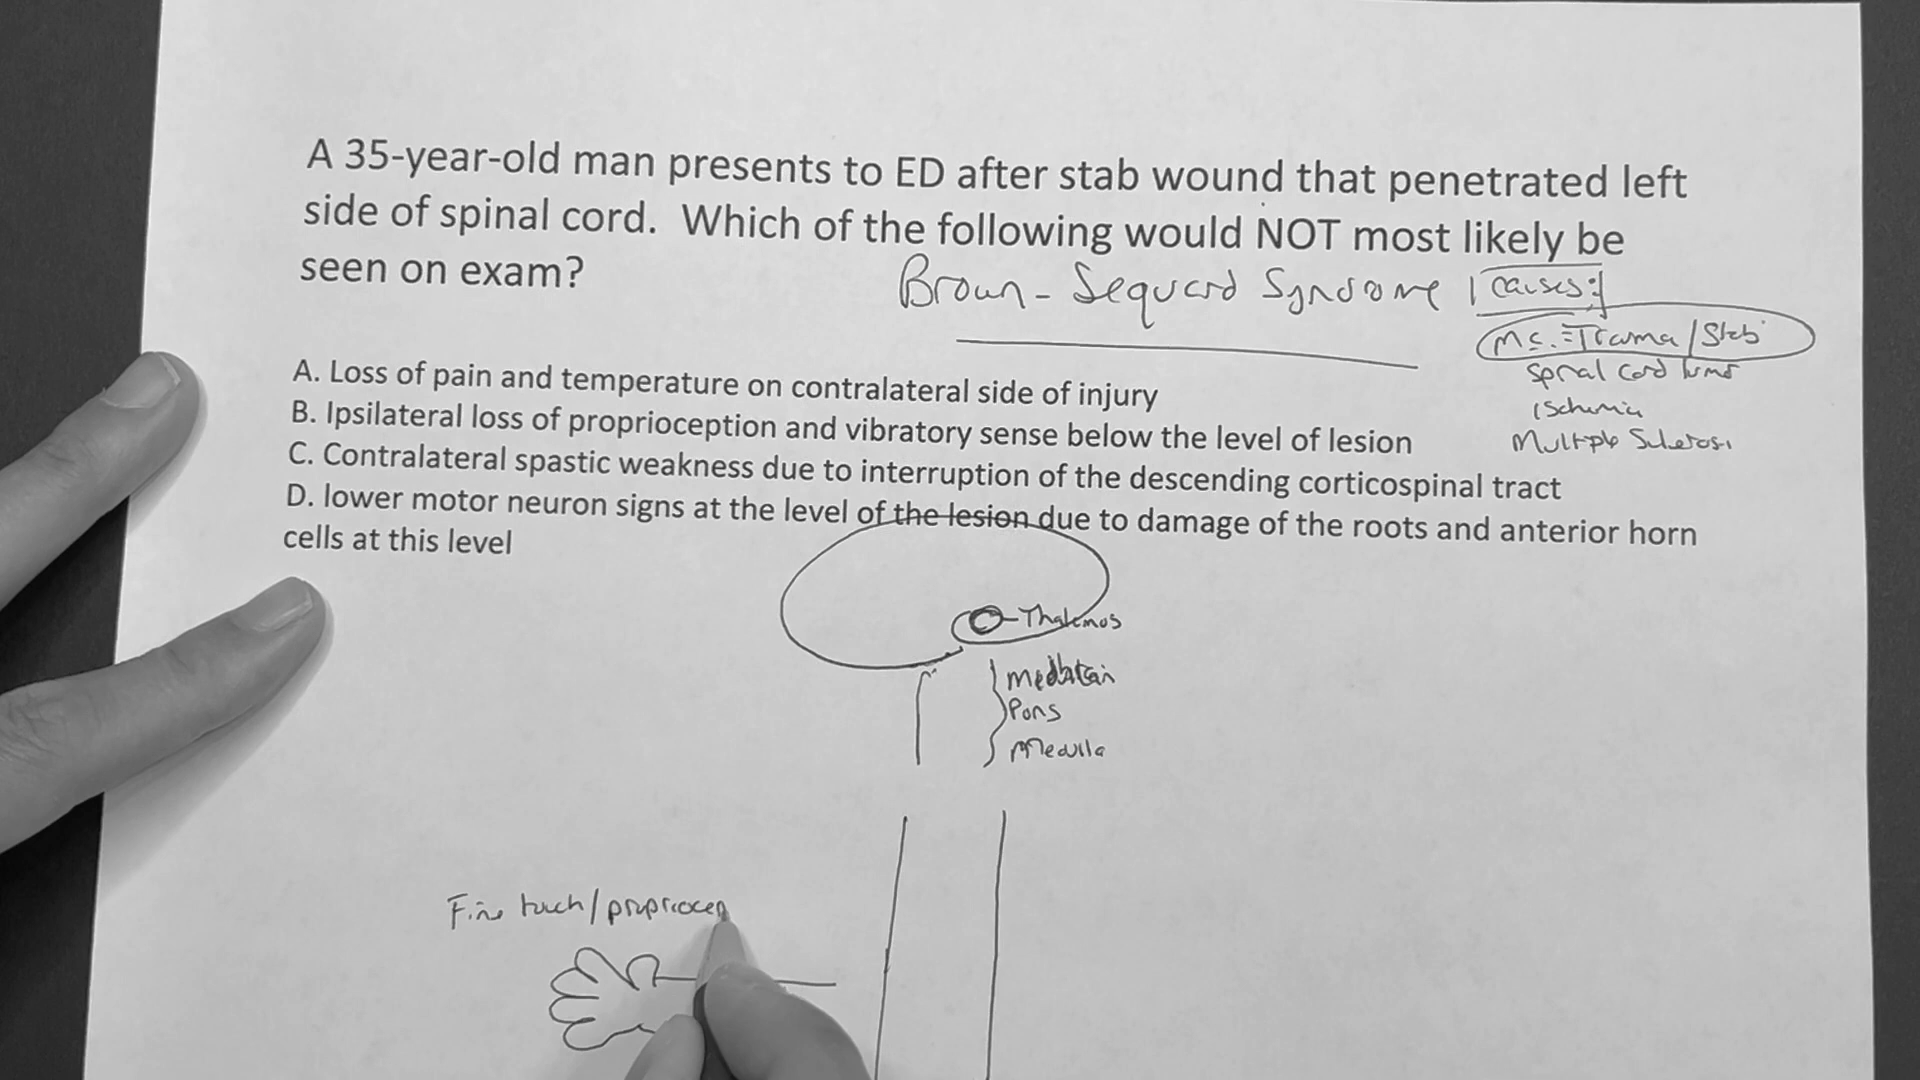 A 35-year-old man presents to ED after stab wound that penetrated left
side of spinal cord. Which of the following would NOT most likely be
seen on exam?
Brown-Sequard Syndrome
causes:
Trama/Stab
Spinal Cord
Ischemia
Multiple
A. Loss of pain and temperature on contralateral side of injury
B. Ipsilateral loss of proprioception and vibratory sense below the level of lesion
C. Contralateral spastic weakness due to interruption of the descending corticospinal tract
D. lower motor neuron signs at the level of the lesion due to damage of the roots and anterior horn
cells at this level
Thalamos
Pons
Medulla
Fine touch/propriocep